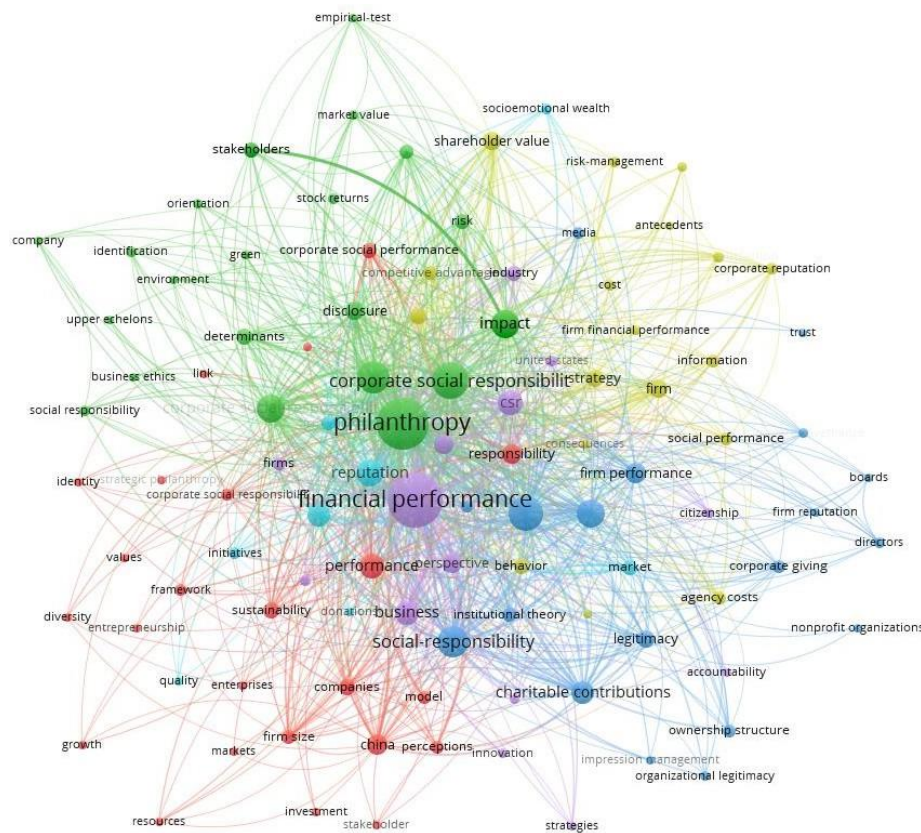 empirical-test
socioemotional wealth
market value
shareholder value
stakeholders
risk-management
stock returns
orientation
risk
antecedents
media
company
identification
green
corporate social performance
corporate reputation
competitive advantage
industry
environment
cost
disclosure
upper echelons
impact
determinants
firm financial performance
trust
united-states
information
link
business ethics
corporate social responsibilit
strategy
firm
social responsibility
csr
philanthropy
social performance
consequences
responsibility
firms
reputation
firm performance
boards
identity
strategic philanthropy
corporate social responsibilit
financial performance
citizenship
firm reputation
directors
initiatives
values
performance
perspective
behavior
market
corporate giving
framework
agency costs
diversity
sustainability
donations
business
institutional theory
entrepreneurship
nonprofit organizations
social-responsibility
legitimacy
quality
enterprises
companies
model
charitable contributions
accountability
firm size
ownership structure
growth
markets
china
perceptions
innovation
impression management
organizational legitimacy
resources
investment
stakeholder
strategies